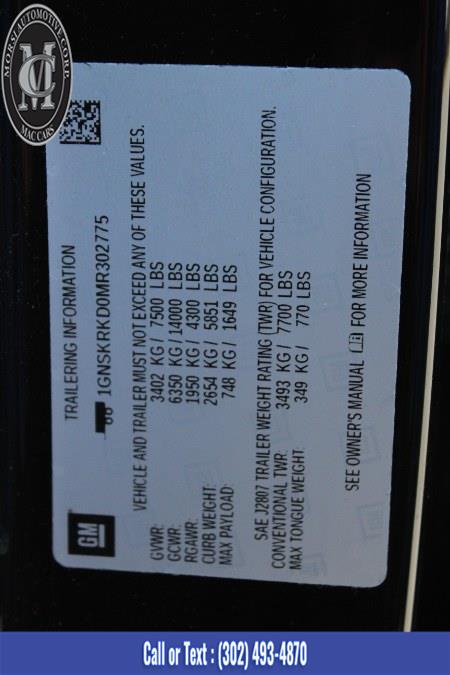 MORSI AUTOMOTIVE CORP.
MC
MAC CARS
GM
TRAILERING INFORMATION
1GNSKRKD0MR302775
VEHICLE AND TRAILER MUST NOT EXCEED ANY OF THESE VALUES.
GVWR: 3402 KG/ 7500 LBS
GCWR: 6350 KG/ 14000 LBS
RGAWR: 1950 KG/ 4300 LBS
CURB WEIGHT: 2654 KG/ 5851 LBS
MAX PAYLOAD: 748 KG/ 1649 LBS
SAE J2807 TRAILER WEIGHT RATING (TWR) FOR VEHICLE CONFIGURATION.
CONVENTIONAL TWR: 3493 KG/ 7700 LBS
MAX TONGUE WEIGHT: 349 KG/ 770 LBS
SEE OWNER'S MANUAL FOR MORE INFORMATION
Call or Text : (302) 493-4870